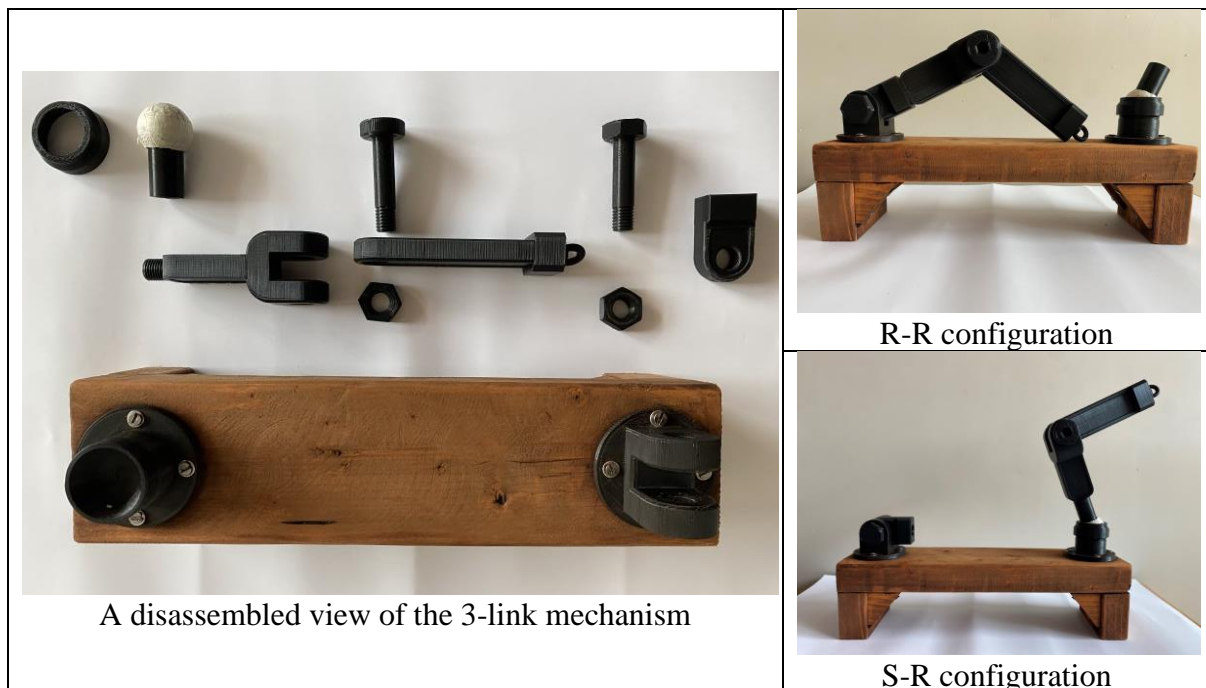 A disassembled view of the 3-link mechanism
R-R configuration
S-R configuration